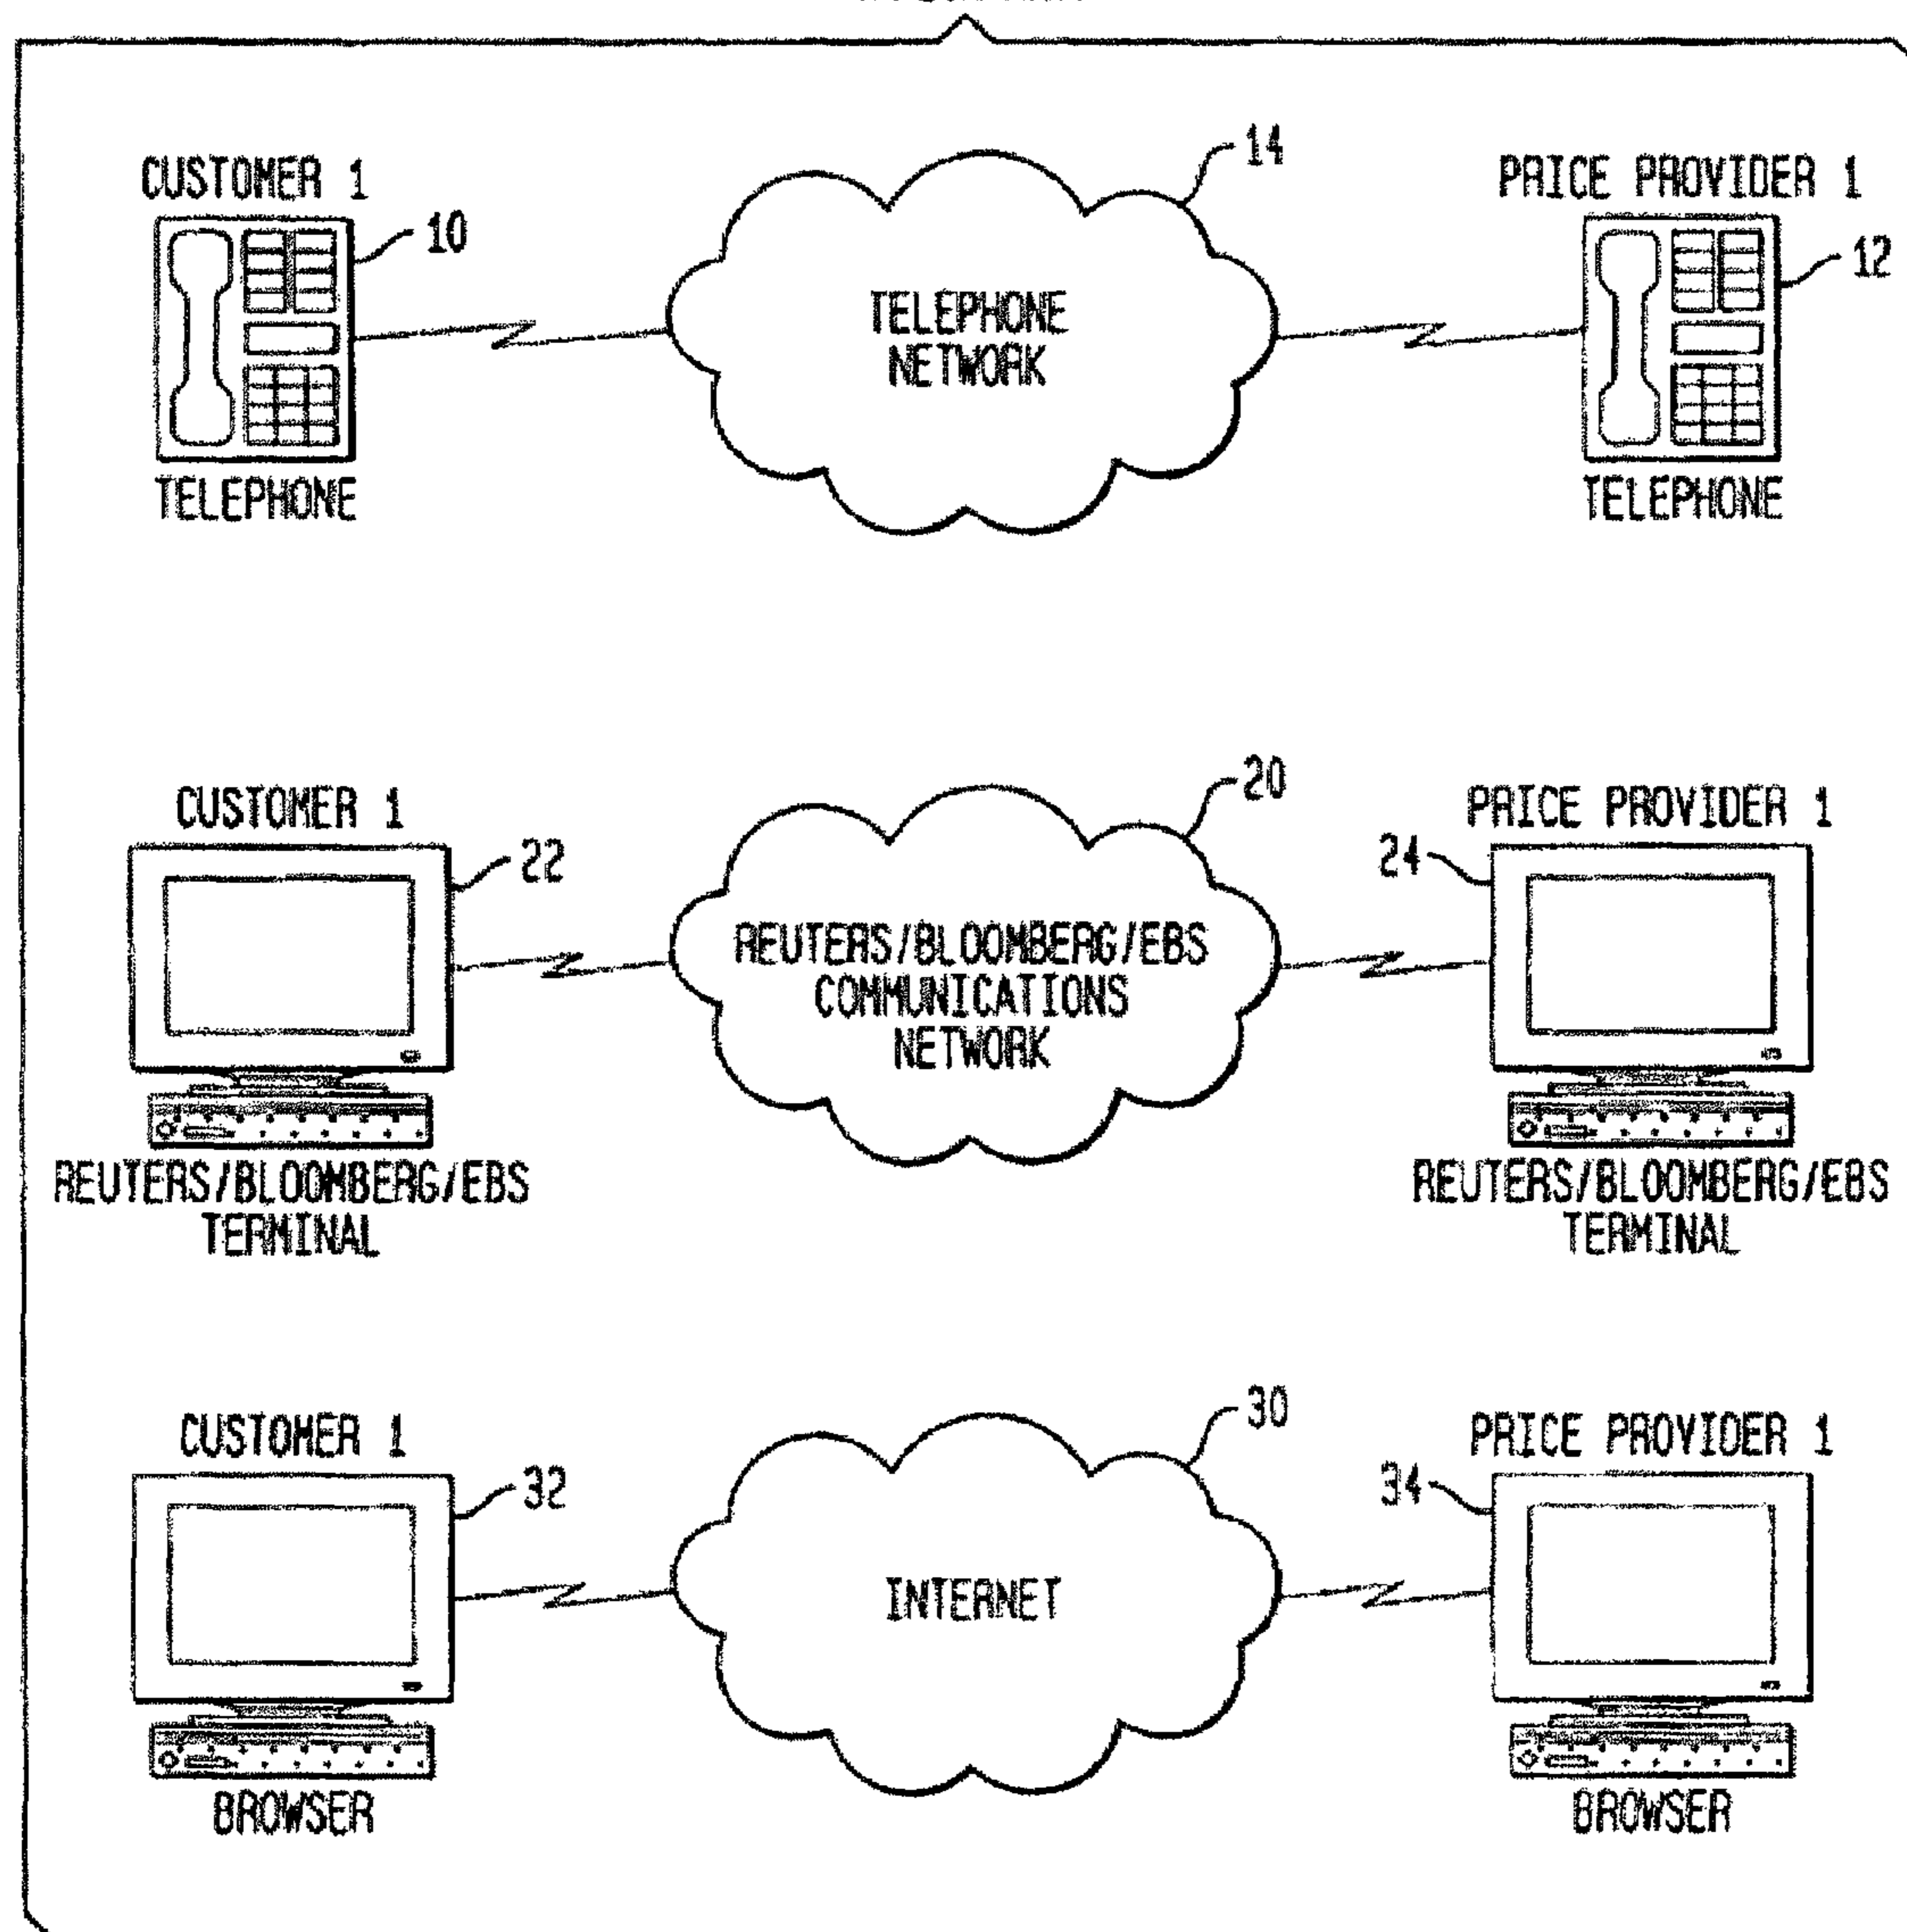 CUSTOMER 1
14
PRICE PROVIDER 1
10
12
TELEPHONE
NETWORK
TELEPHONE
TELEPHONE
20
CUSTOMER 1
PRICE PROVIDER 1
22
24
REUTERS/BLOOMBERG/EBS
COMMUNICATIONS
NETWORK
REUTERS/BLOOMBERG/EBS
TERMINAL
REUTERS/BLOOMBERG/EBS
TERMINAL
30
CUSTOMER 1
PRICE PROVIDER 1
32
34
INTERNET
BROWSER
BROWSER